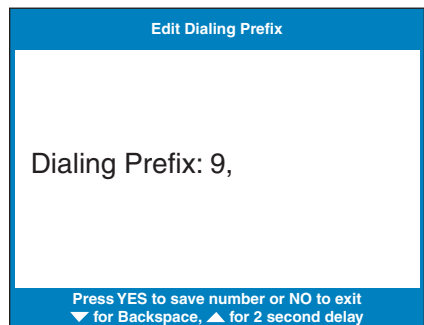 Edit Dialing Prefix
Dialing Prefix: 9,
Press YES to save number or NO to exit
▼ for Backspace, ▲ for 2 second delay